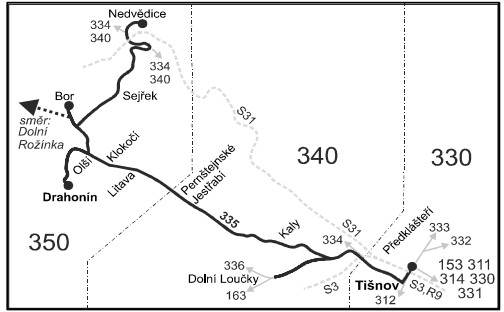 Nedvědice
334
340
334
340
Sejřek
Bor
směr:
Dolní
Rožínka
S31
340
330
Olší
Klokočí
Drahonín
Litava
Pernštejnské
Jestřabí
350
335
Kaly
S31
334
Předklášteří
333
332
336
Dolní Loučky
163
S3
Tišnov
312
153 311
314 330
S3,R9
331